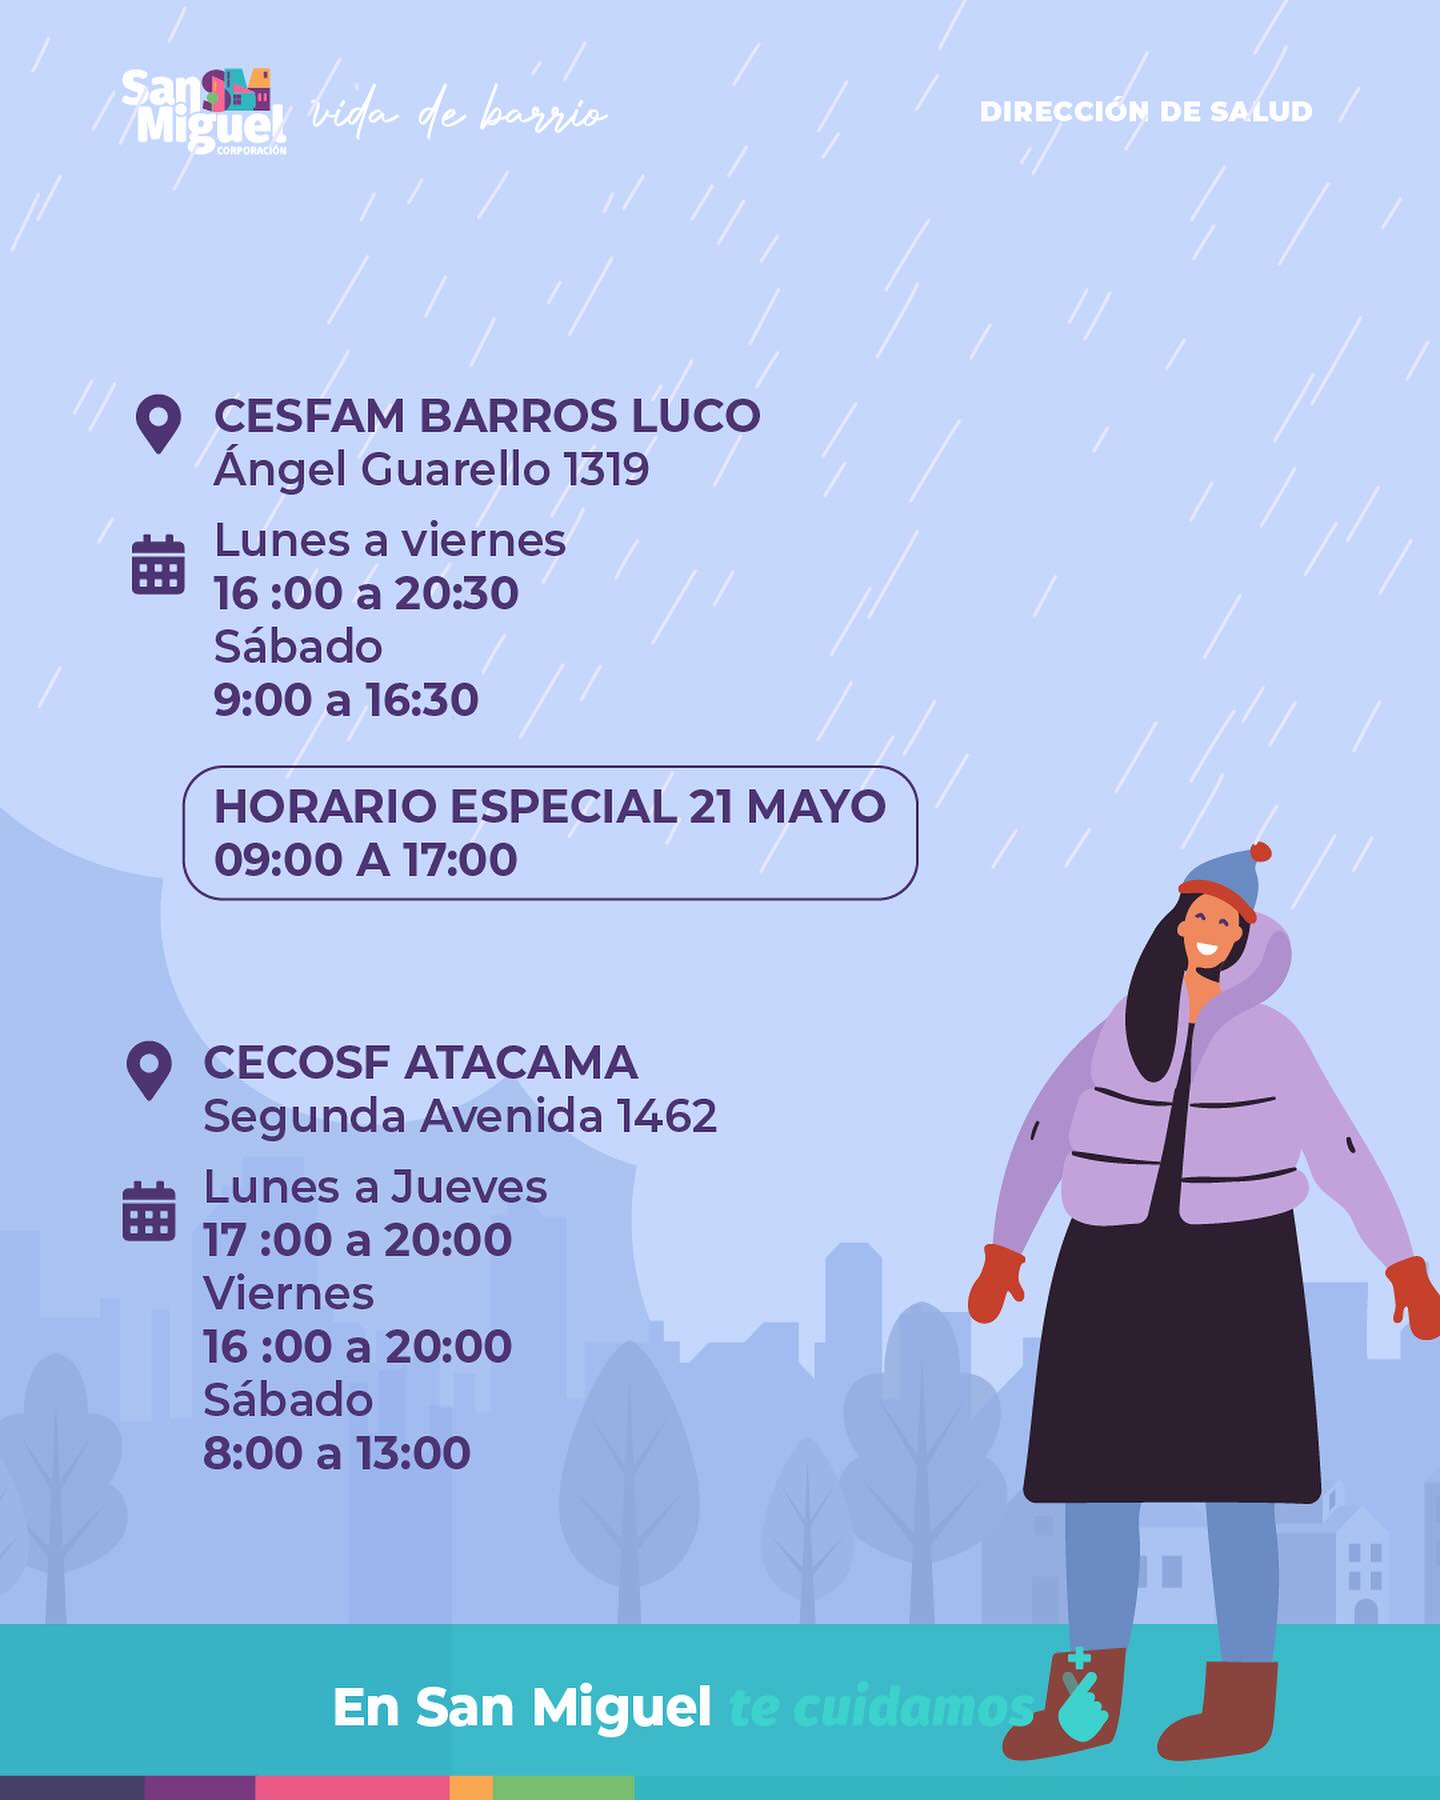 San SM
Miguel
CORPORACIÓN
vida de barrio
DIRECCIÓN DE SALUD
CESFAM BARROS LUCO
Ángel Guarello 1319
Lunes a viernes
16 :00 a 20:30
Sábado
9:00 a 16:30
HORARIO ESPECIAL 21 MAYO
09:00 A 17:00
CECOSF ATACAMA
Segunda Avenida 1462
Lunes a Jueves
17 :00 a 20:00
Viernes
16 :00 a 20:00
Sábado
8:00 a 13:00
En San Miguel te cuidamos